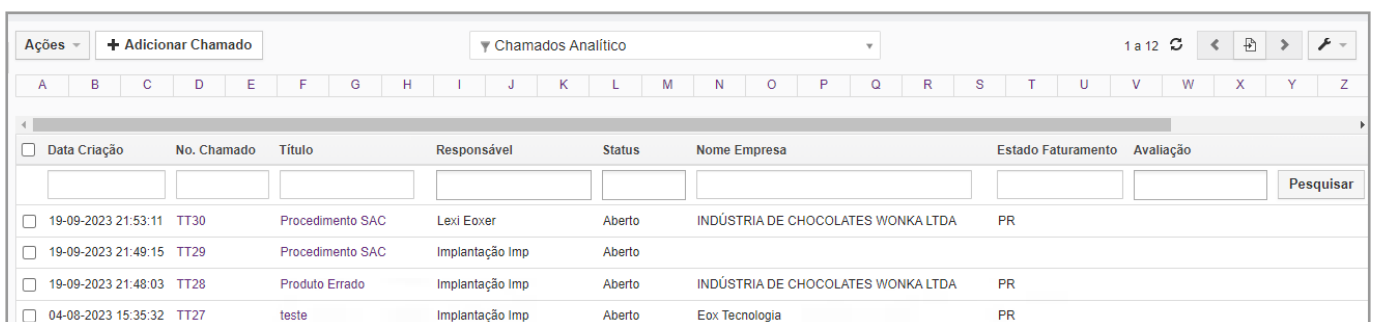 Ações + Adicionar Chamado Chamados Analítico 1 a 12
A B C D E F G H I J K L M N O P Q R S T U V W X Y Z
Data Criação No. Chamado Título Responsável Status Nome Empresa Estado Faturamento Avaliação
Pesquisar
19-09-2023 21:53:11 TT30 Procedimento SAC Lexi Eoxer Aberto INDÚSTRIA DE CHOCOLATES WONKA LTDA PR
19-09-2023 21:49:15 TT29 Procedimento SAC Implantação Imp Aberto
19-09-2023 21:48:03 TT28 Produto Errado Implantação Imp Aberto INDÚSTRIA DE CHOCOLATES WONKA LTDA PR
04-08-2023 15:35:32 TT27 teste Implantação Imp Aberto Eox Tecnologia PR